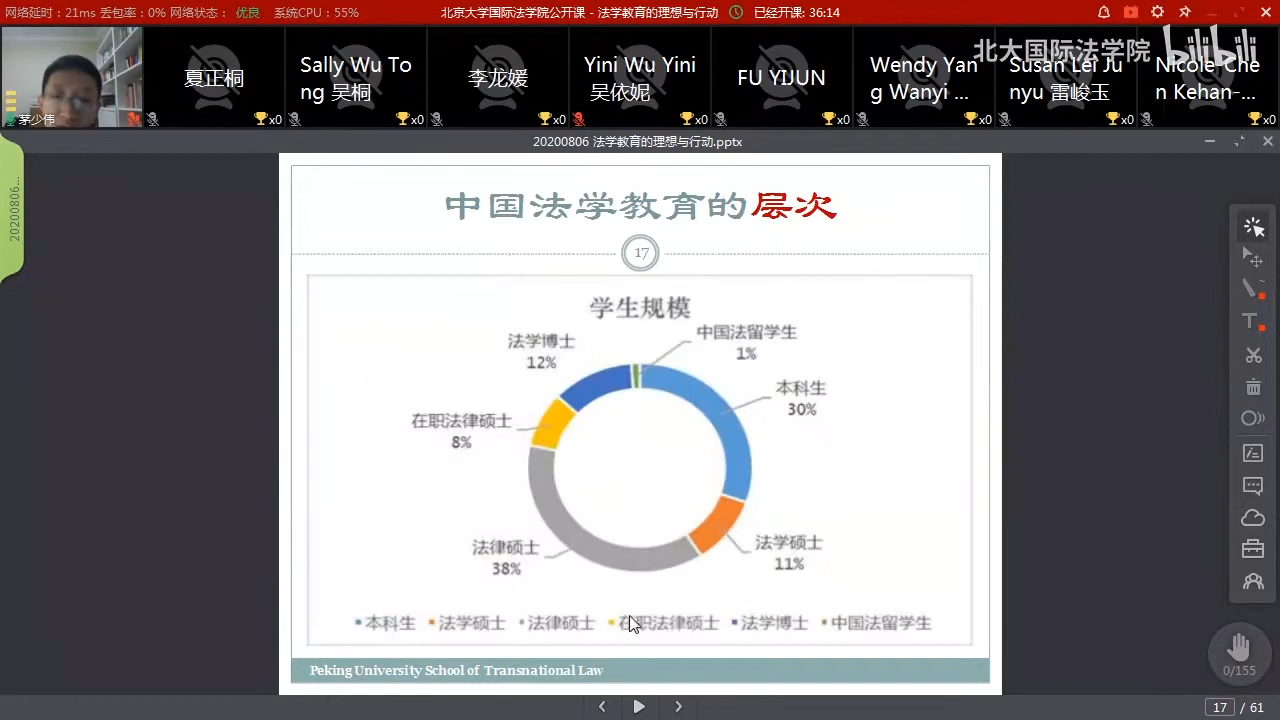 网络延时：21ms 丢包率：0% 网络状态： 优良 系统CPU：55%
北京大学国际法学院公开课 - 法学教育的理想与行动 已经开课: 36:14
北大国际法学院 bilibili
茅少伟
夏正桐
x0
Sally Wu To
ng 吴桐
x0
李龙媛
x0
Yini Wu Yini
吴依妮
x0
FU YIJUN
x0
Wendy Yan
g Wanyi ...
x0
Susan Lei Ju
nyu 雷峻玉
x0
Nicole-Che
n Kehan-...
x0
20200806 法学教育的理想与行动.pptx
20200806...
中国法学教育的层次
17
学生规模
中国法留学生
1%
法学博士
12%
本科生
30%
在职法律硕士
8%
法律硕士
38%
法学硕士
11%
本科生 法学硕士 法律硕士 在职法律硕士 法学博士 中国法留学生
Peking University School of Transnational Law
0/155
17 / 61